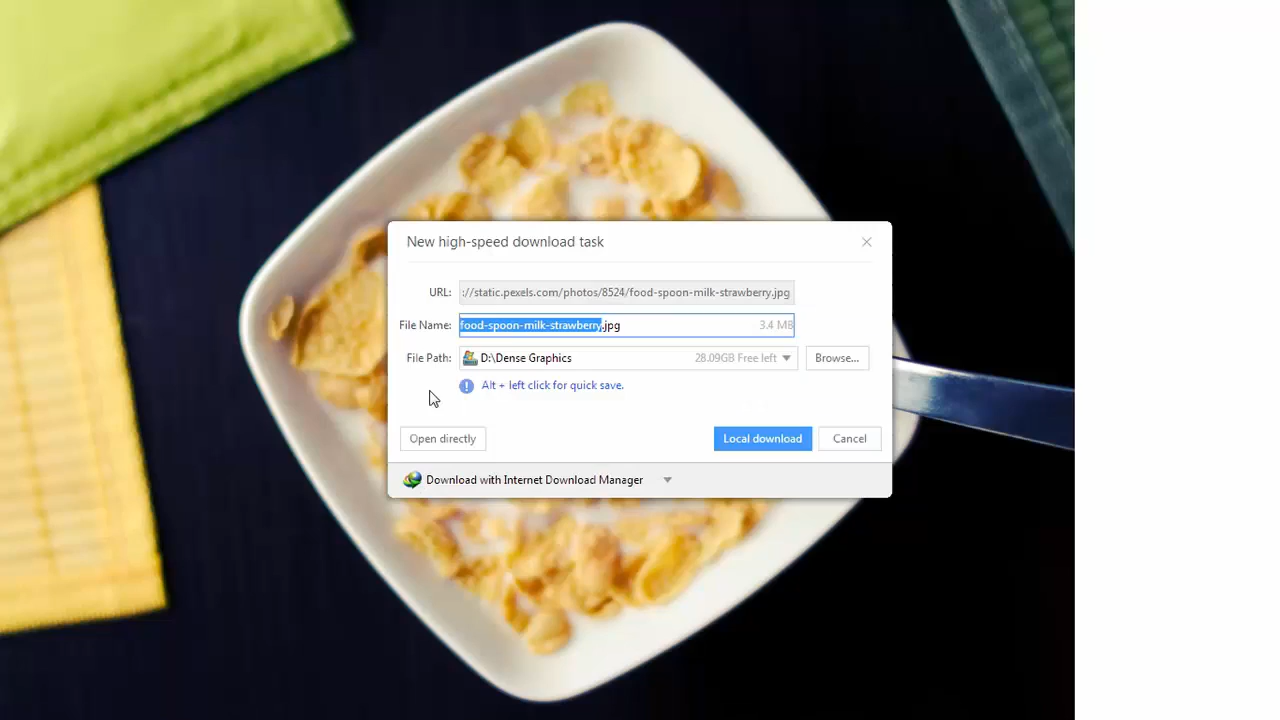 New high-speed download task
URL: ://static.pexels.com/photos/8524/food-spoon-milk-strawberry.jpg
File Name: food-spoon-milk-strawberry.jpg 3.4 MB
File Path: D:\Dense Graphics 28.09GB Free left Browse...
! Alt + left click for quick save.
Open directly Local download Cancel
Download with Internet Download Manager